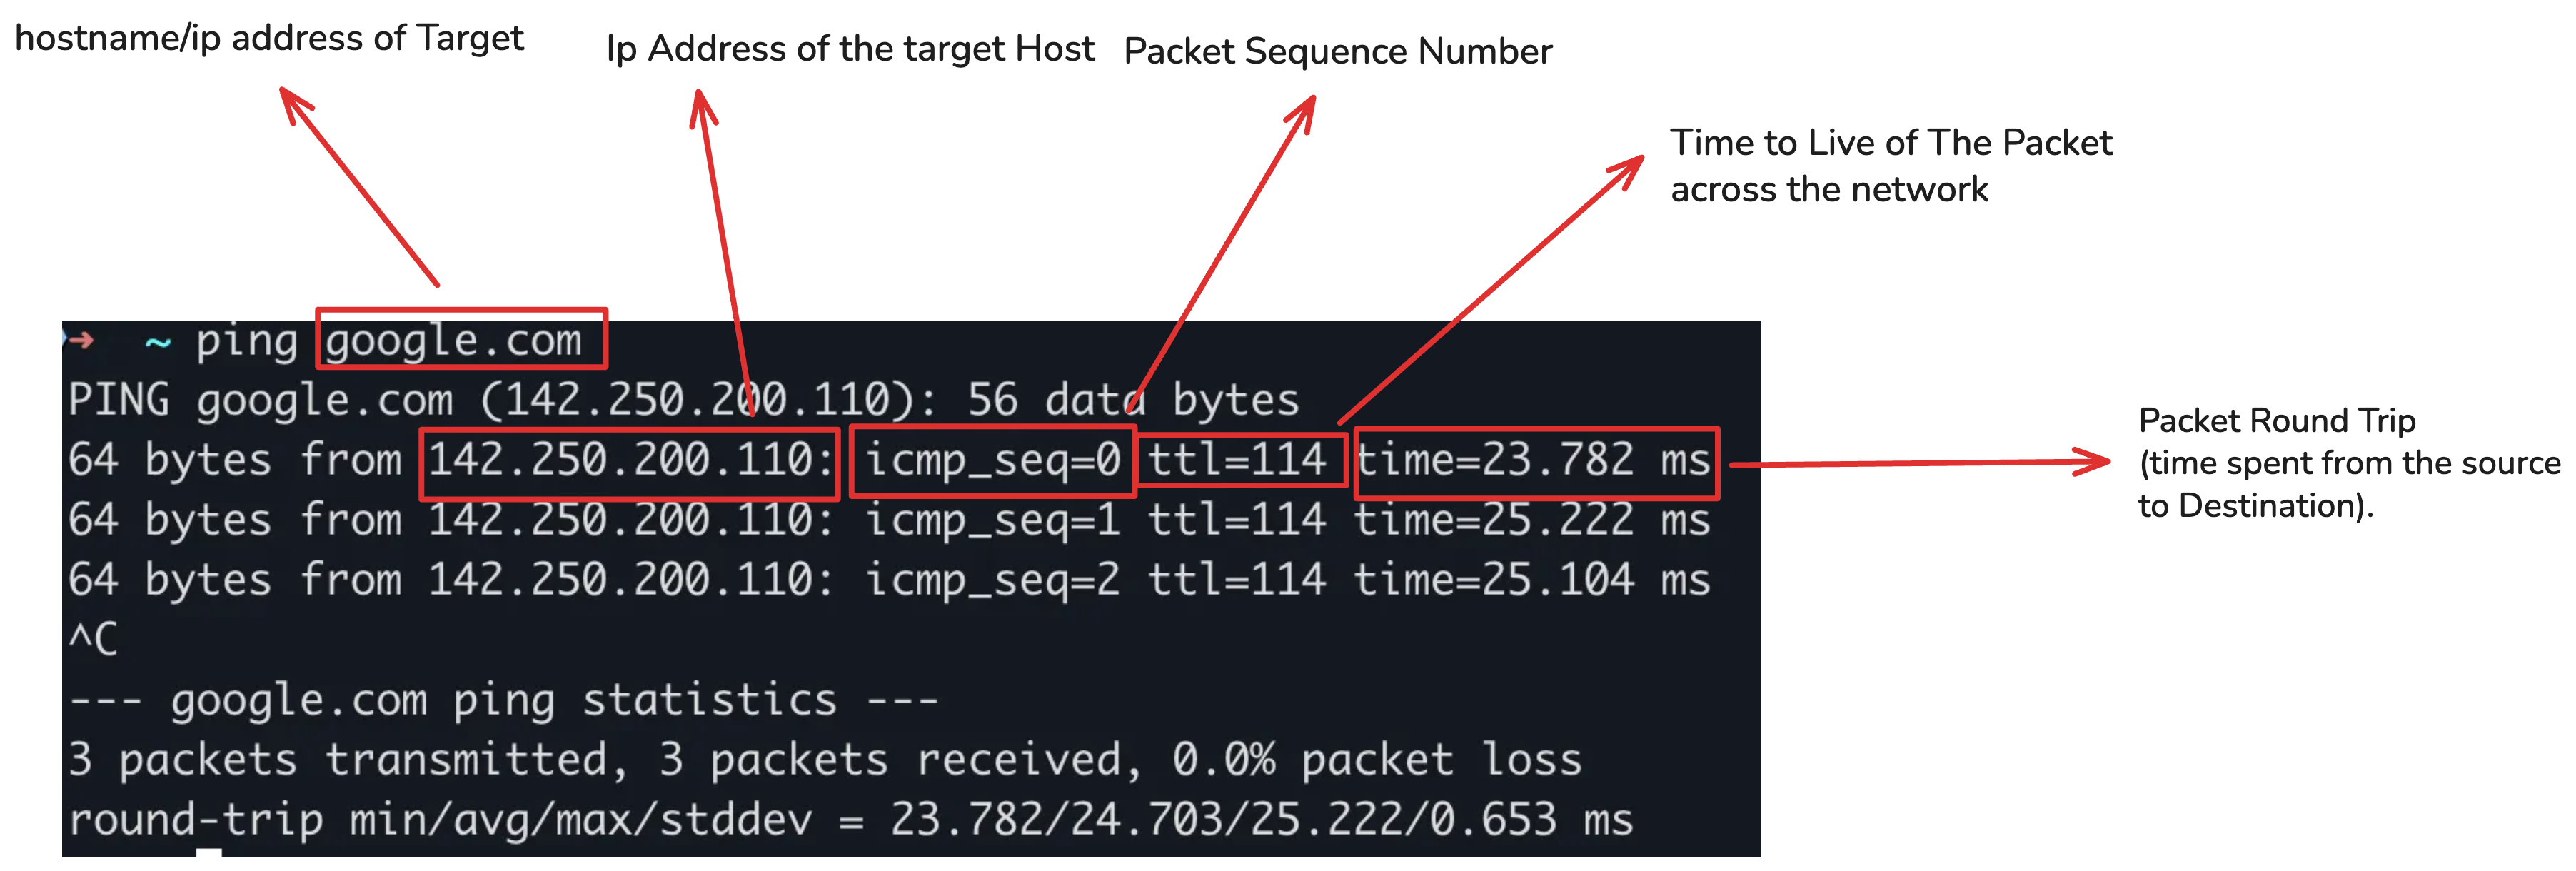 hostname/ip address of Target
Ip Address of the target Host
Packet Sequence Number
Time to Live of The Packet
across the network
➜ ~ ping google.com
PING google.com (142.250.200.110): 56 data bytes
64 bytes from 142.250.200.110: icmp_seq=0 ttl=114 time=23.782 ms
64 bytes from 142.250.200.110: icmp_seq=1 ttl=114 time=25.222 ms
64 bytes from 142.250.200.110: icmp_seq=2 ttl=114 time=25.104 ms
^C
--- google.com ping statistics ---
3 packets transmitted, 3 packets received, 0.0% packet loss
round-trip min/avg/max/stddev = 23.782/24.703/25.222/0.653 ms
Packet Round Trip
(time spent from the source
to Destination).